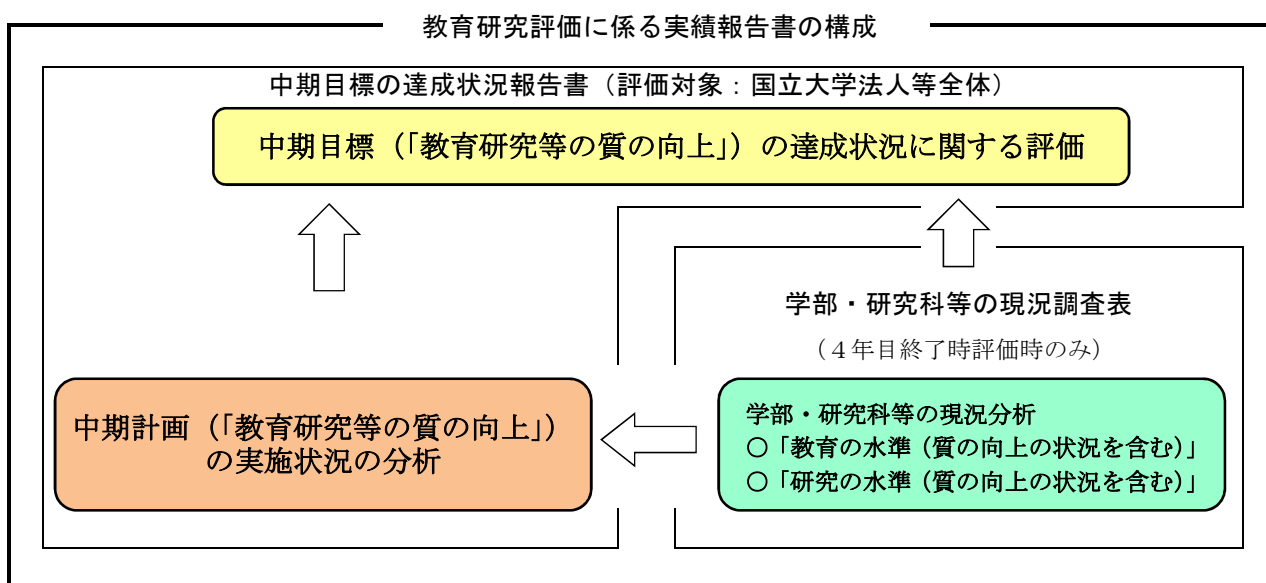 教育研究評価に係る実績報告書の構成
中期目標の達成状況報告書（評価対象：国立大学法人等全体）
中期目標（「教育研究等の質の向上」）の達成状況に関する評価
学部・研究科等の現況調査表
（４年目終了時評価時のみ）
中期計画（「教育研究等の質の向上」）
の実施状況の分析
学部・研究科等の現況分析
○「教育の水準（質の向上の状況を含む）」
○「研究の水準（質の向上の状況を含む）」